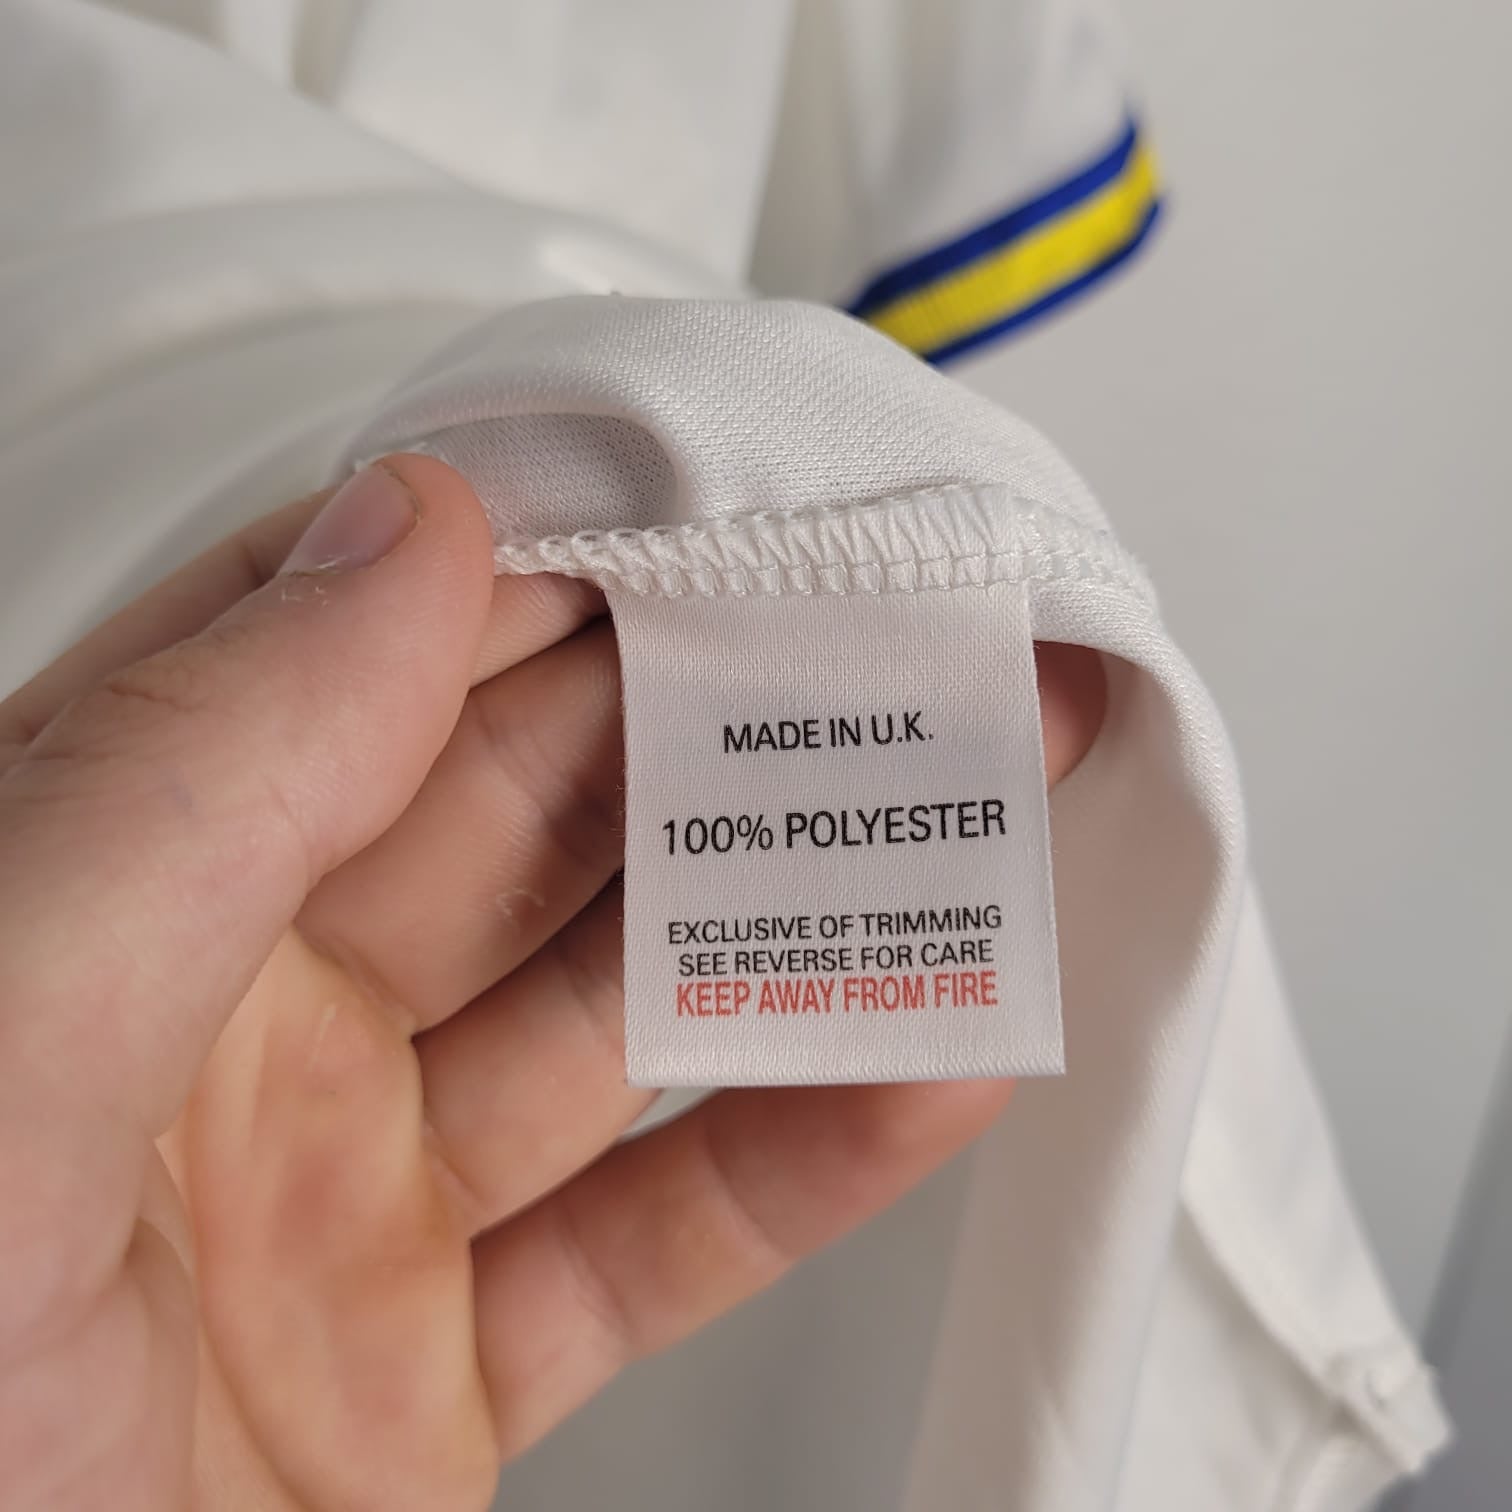 MADE IN U.K.
100% POLYESTER
EXCLUSIVE OF TRIMMING
SEE REVERSE FOR CARE
KEEP AWAY FROM FIRE